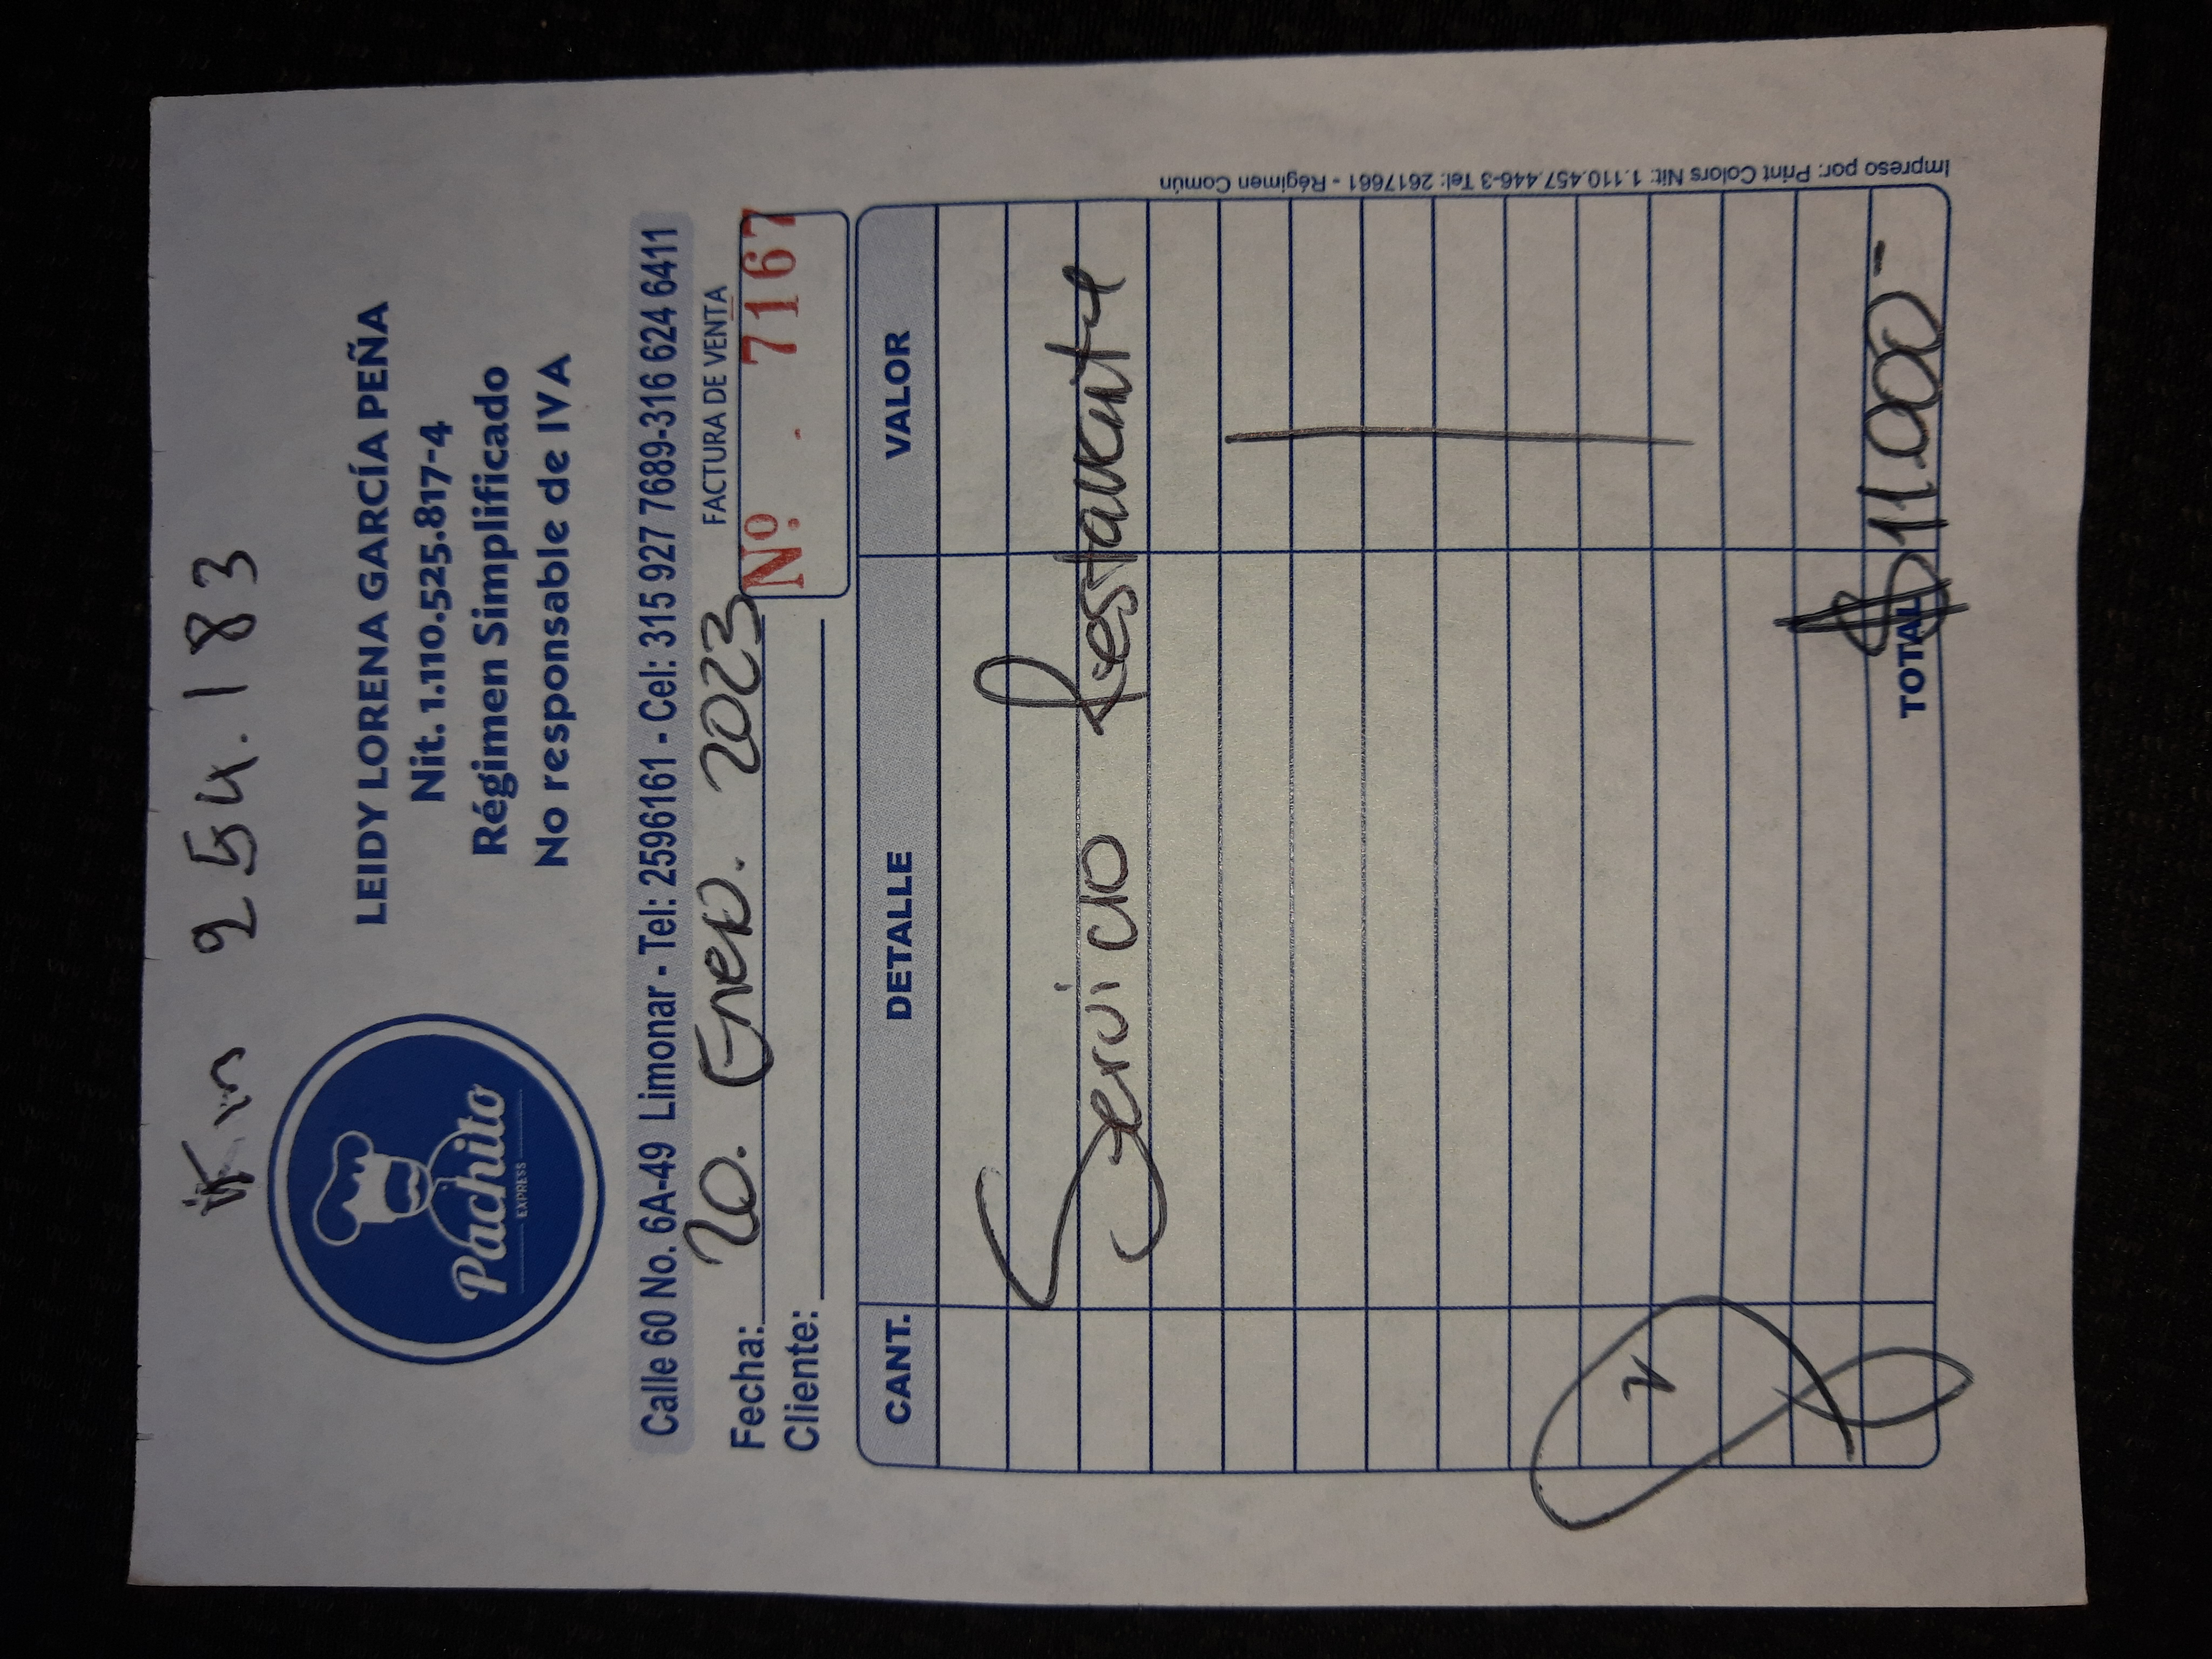 Km 254.183
Pachito
EXPRESS
LEIDY LORENA GARCÍA PEÑA
Nit. 1.110.525.817-4
Régimen Simplificado
No responsable de IVA
Calle 60 No. 6A-49 Limonar - Tel: 2596161 - Cel: 315 927 7689-316 624 6411
Fecha: 20. Enero. 2023
FACTURA DE VENTA
Nº. 7167
Cliente:
CANT. DETALLE VALOR
Servicio Restaurante
TOTAL $11.000-
Impreso por: Print Colors Nit: 1.110.457.446-3 Tel: 2617661 - Régimen Común